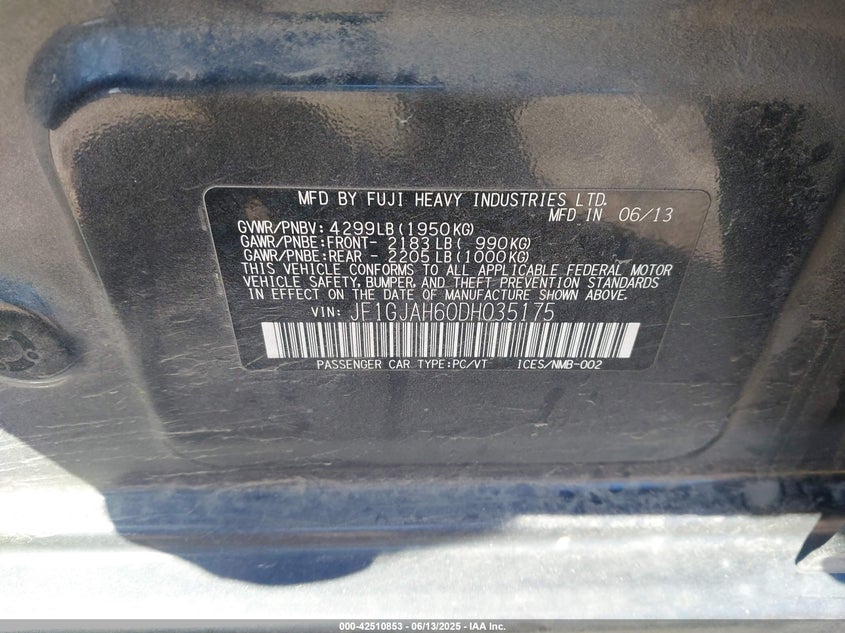 MFD BY FUJI HEAVY INDUSTRIES LTD.
MFD IN 06/13
GVWR/PNBV: 4299LB (1950KG)
GAWR/PNBE:FRONT- 2183 LB ( 990KG)
GAWR/PNBE:REAR - 2205 LB (1000KG)
THIS VEHICLE CONFORMS TO ALL APPLICABLE FEDERAL MOTOR
VEHICLE SAFETY, BUMPER, AND THEFT PREVENTION STANDARDS
IN EFFECT ON THE DATE OF MANUFACTURE SHOWN ABOVE.
VIN: JF1GJAH60DH035175
PASSENGER CAR TYPE:PC/VT ICES/NMB-002
000-42510853 - 06/13/2025 - IAA Inc.